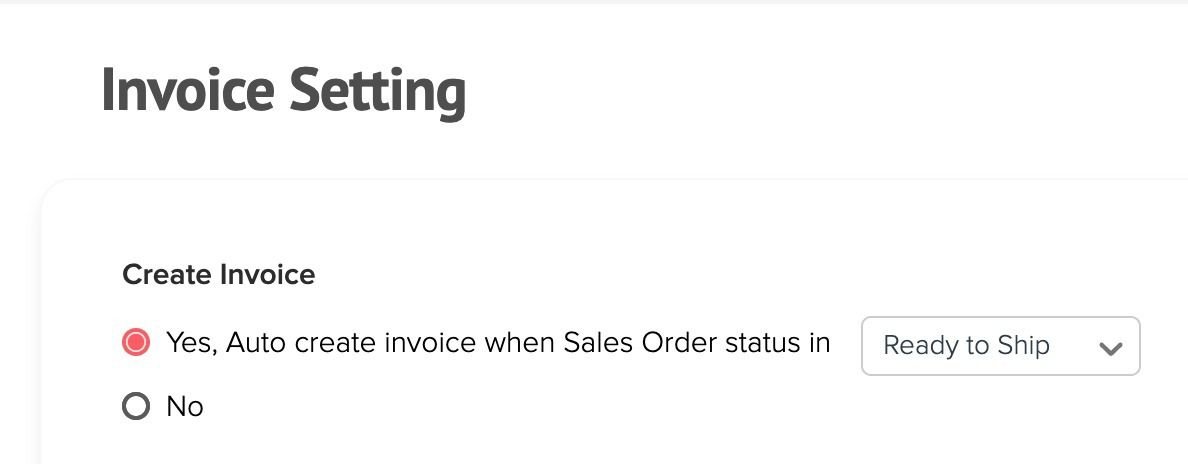 Invoice Setting
Create Invoice
Yes, Auto create invoice when Sales Order status in Ready to Ship
No